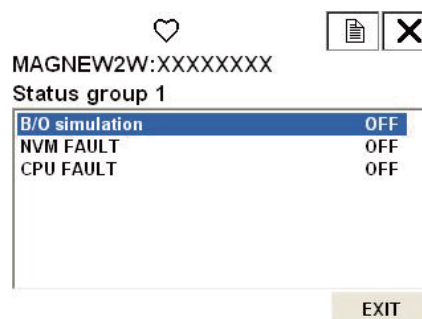 MAGNEW2W:XXXXXXXX
Status group 1
B/O simulation OFF
NVM FAULT OFF
CPU FAULT OFF
EXIT